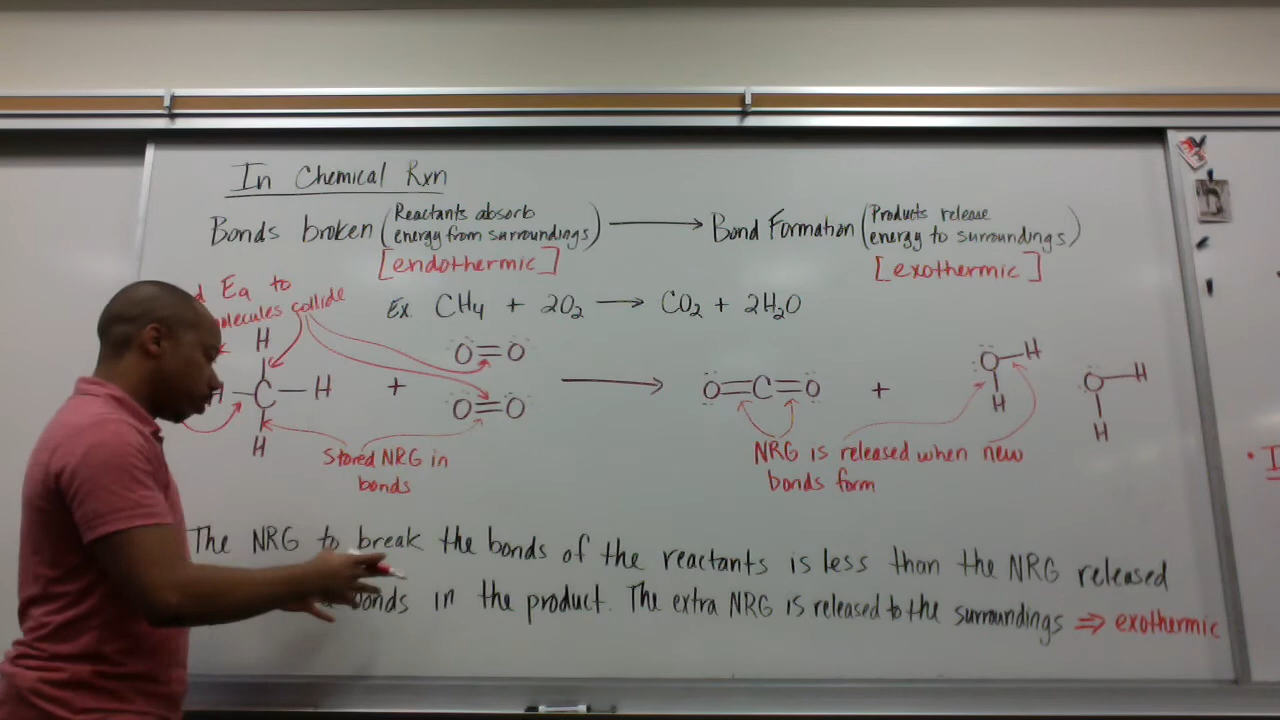 In Chemical Rxn
Bonds broken (Reactants absorb energy from surroundings) ⟶ Bond Formation (Products release energy to surroundings)
[endothermic] [exothermic]
Ea to
molecules collide
Ex. CH₄ + 2O₂ ⟶ CO₂ + 2H₂O
H
H – C – H + O=O ⟶ O=C=O + O–H O–H
O=O
H H H
Stored NRG in
bonds
NRG is released when new
bonds form
The NRG to break the bonds of the reactants is less than the NRG released
bonds in the product. The extra NRG is released to the surroundings ⇒ exothermic